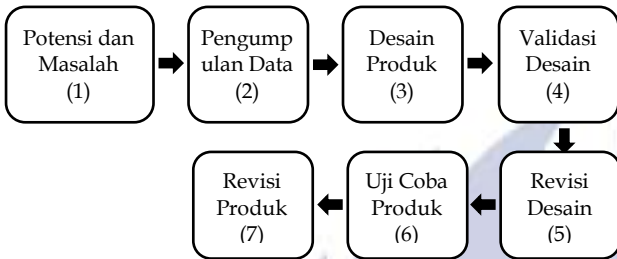 Potensi dan
Masalah
(1)
Pengump
ulan Data
(2)
Desain
Produk
(3)
Validasi
Desain
(4)
Revisi
Desain
(5)
Uji Coba
Produk
(6)
Revisi
Produk
(7)